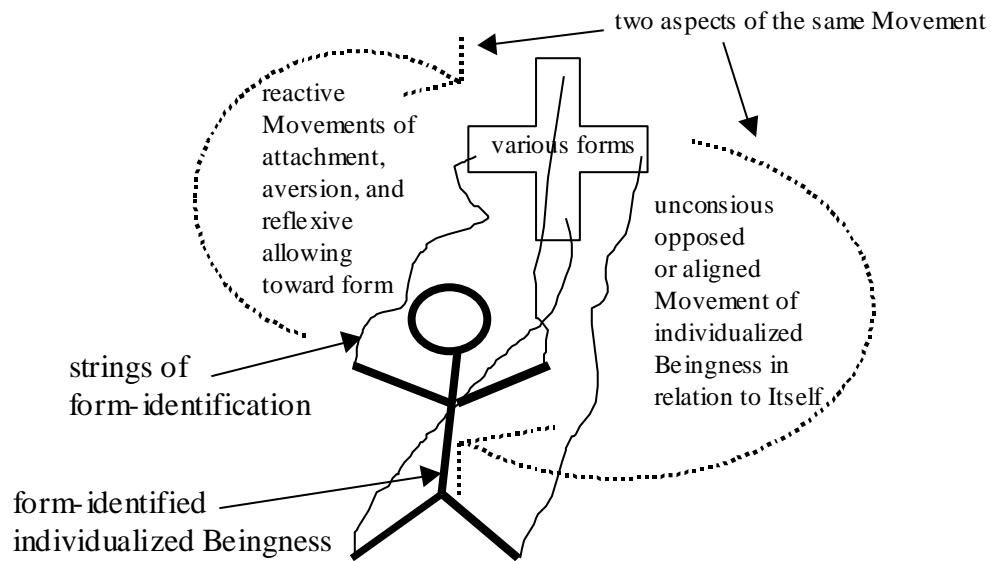 two aspects of the same Movement
reactive
Movements of
attachment,
aversion, and
reflexive
allowing
toward form
various forms
unconsious
opposed
or aligned
Movement of
individualized
Beingness in
relation to Itself
strings of
form-identification
form-identified
individualized Beingness